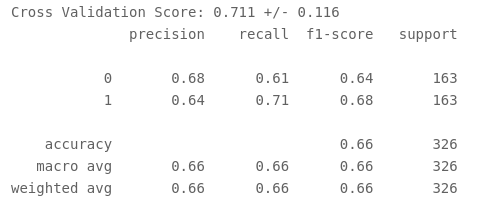 Cross Validation Score: 0.711 +/- 0.116
precision recall f1-score support
0 0.68 0.61 0.64 163
1 0.64 0.71 0.68 163
accuracy 0.66 326
macro avg 0.66 0.66 0.66 326
weighted avg 0.66 0.66 0.66 326